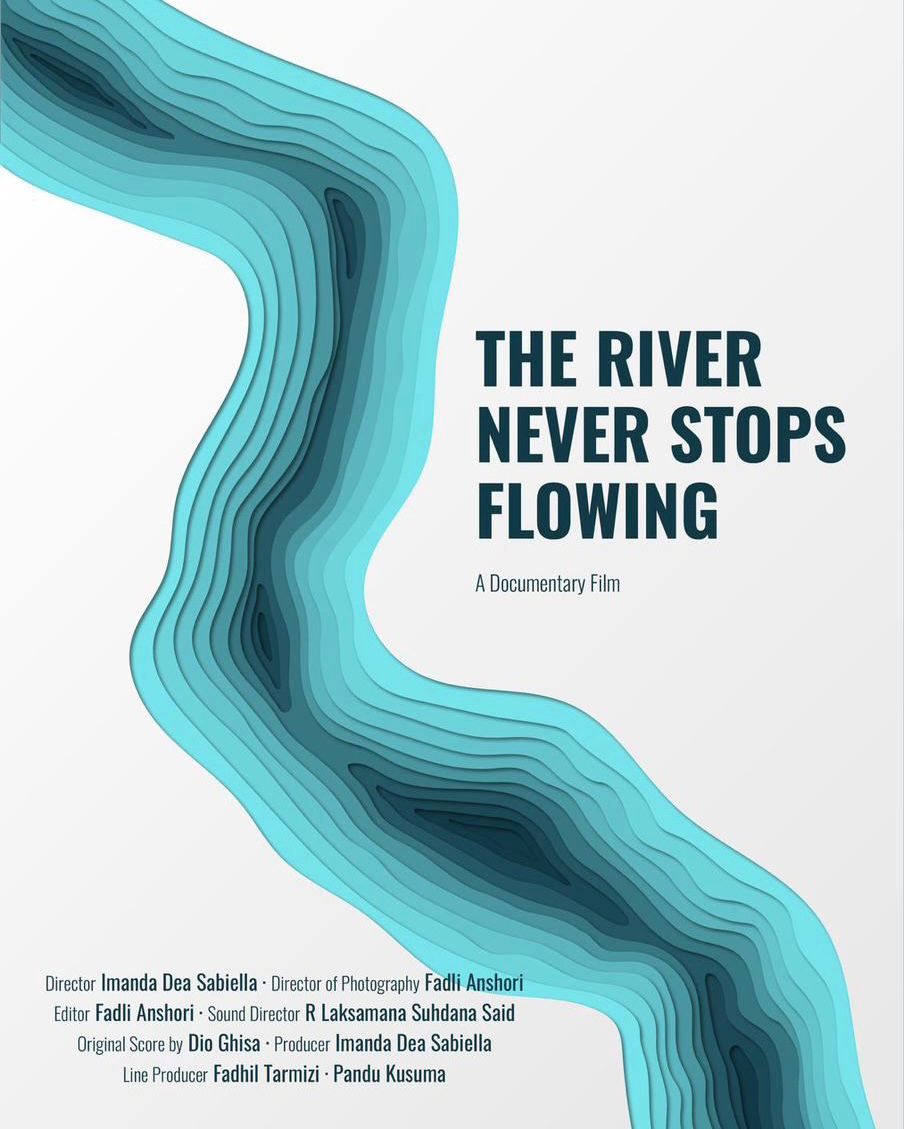 THE RIVER
NEVER STOPS
FLOWING
A Documentary Film
Director Imanda Dea Sabiella · Director of Photography Fadli Anshori
Editor Fadli Anshori · Sound Director R Laksamana Suhdana Said
Original Score by Dio Ghisa · Producer Imanda Dea Sabiella
Line Producer Fadhil Tarmizi · Pandu Kusuma